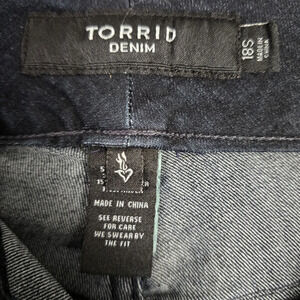 TORRID
DENIM
18S
MADE IN
CHINA
MADE IN CHINA
SEE REVERSE
FOR CARE
WE SWEAR BY
THE FIT